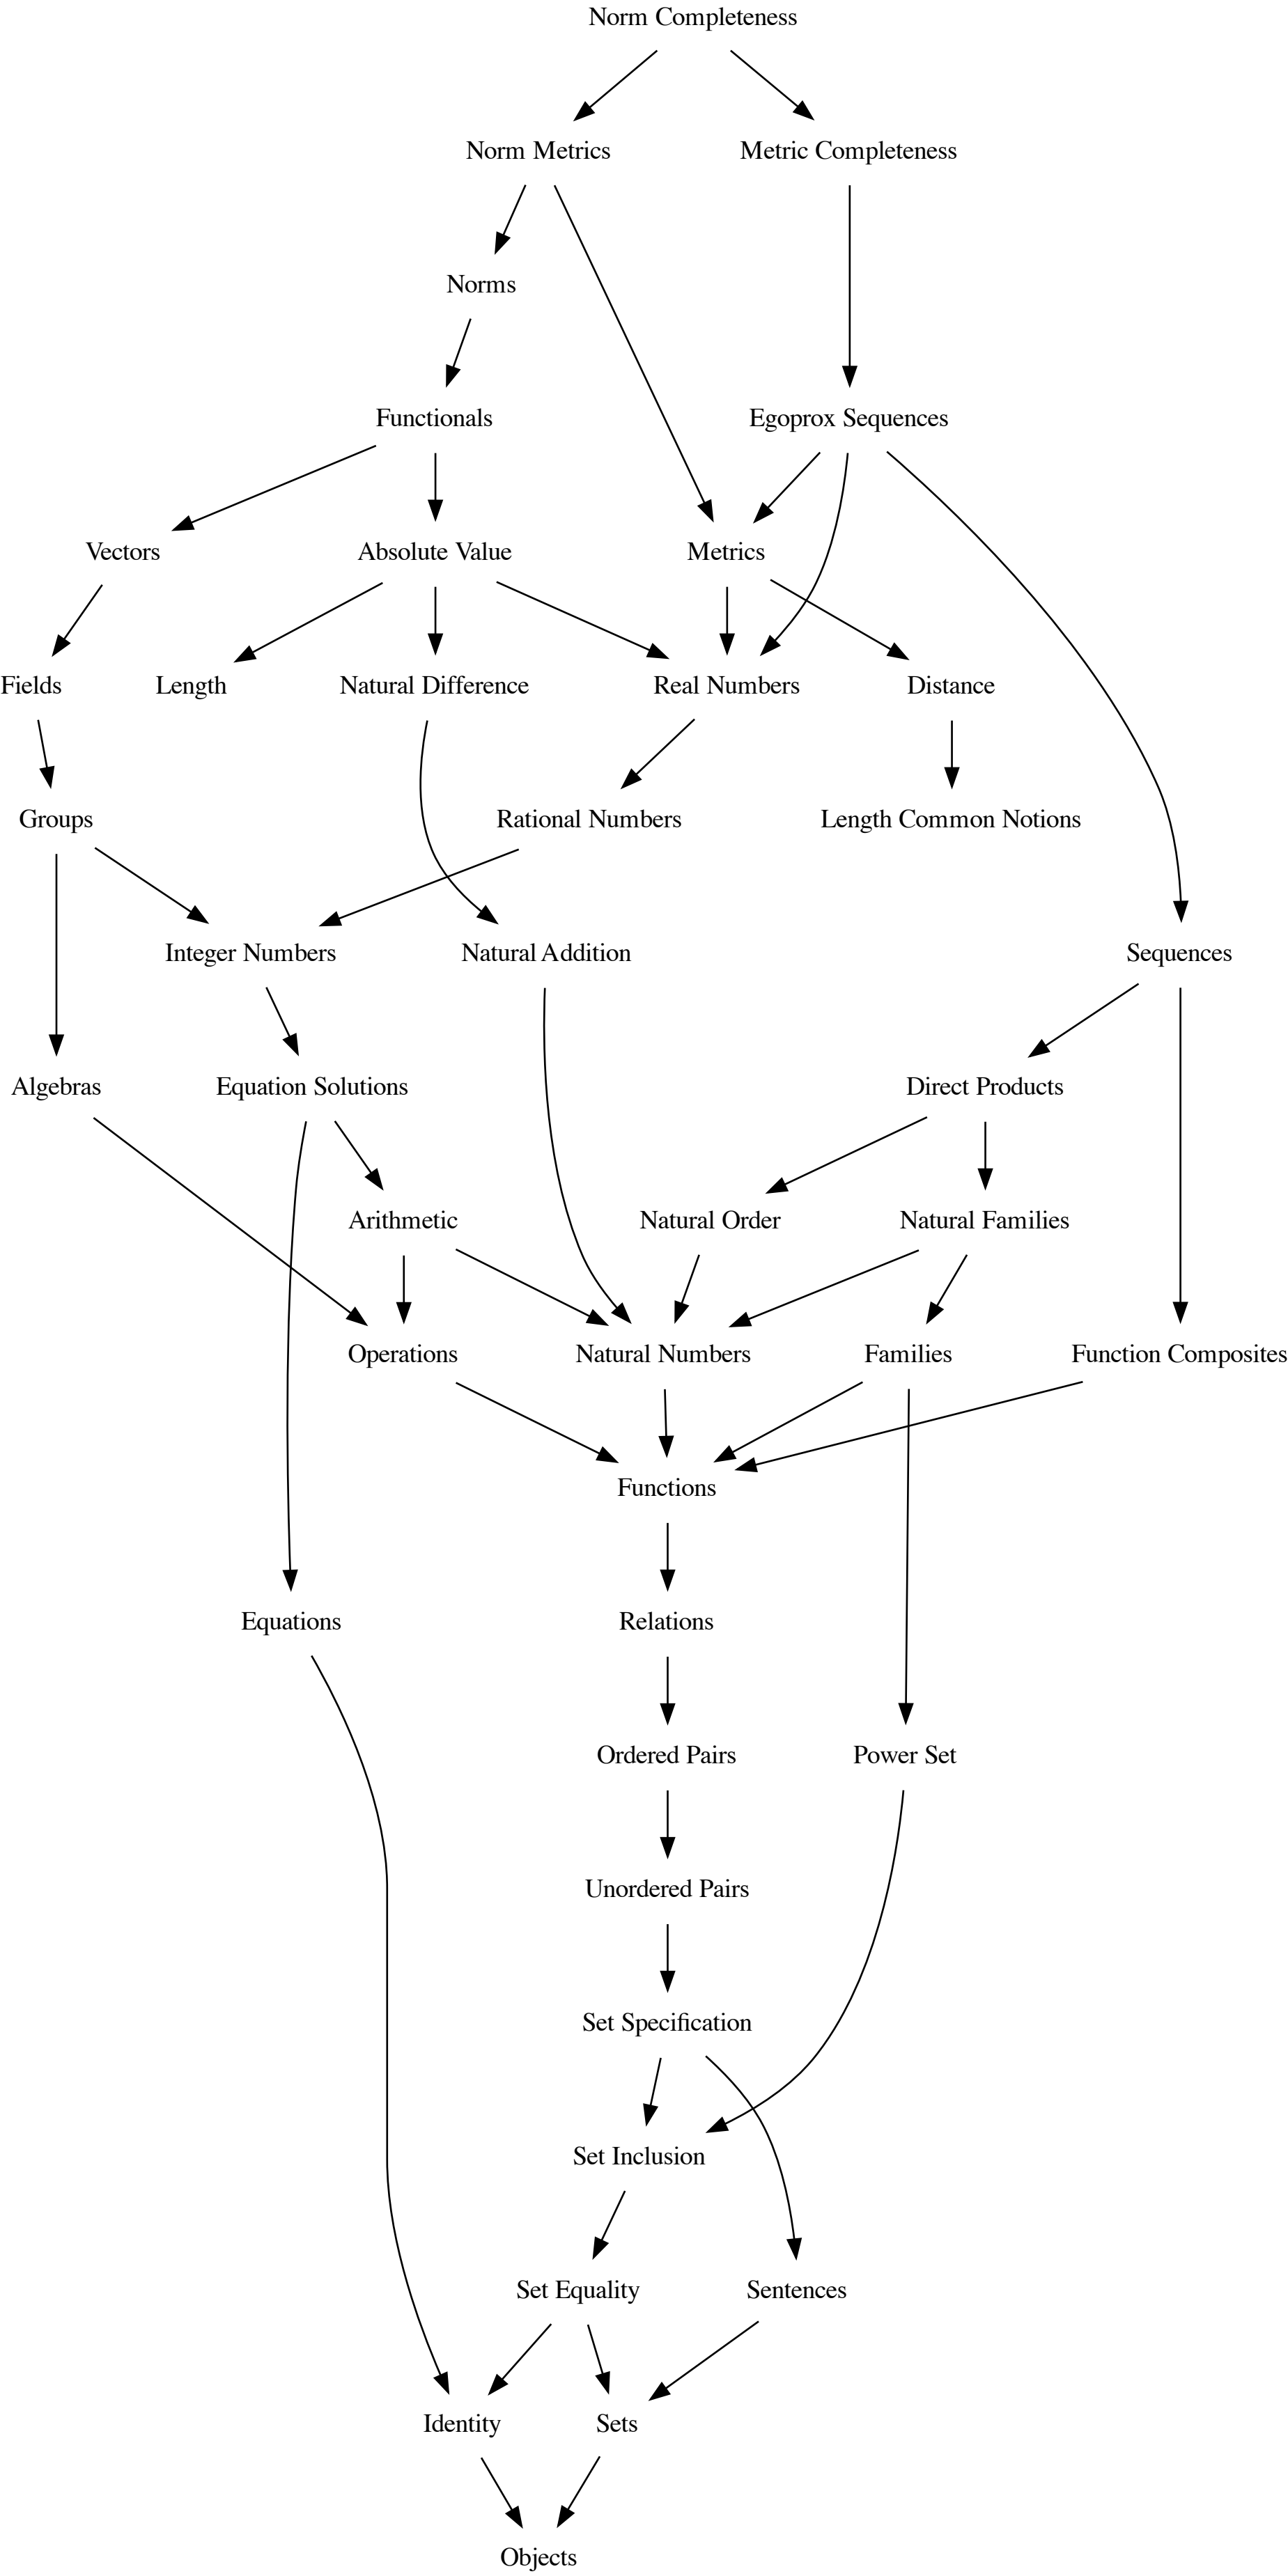 Norm Completeness
Norm Metrics
Metric Completeness
Norms
Functionals
Egoprox Sequences
Vectors
Absolute Value
Metrics
Fields
Length
Natural Difference
Real Numbers
Distance
Groups
Rational Numbers
Length Common Notions
Integer Numbers
Natural Addition
Sequences
Algebras
Equation Solutions
Direct Products
Arithmetic
Natural Order
Natural Families
Operations
Natural Numbers
Families
Function Composites
Functions
Equations
Relations
Ordered Pairs
Power Set
Unordered Pairs
Set Specification
Set Inclusion
Set Equality
Sentences
Identity
Sets
Objects